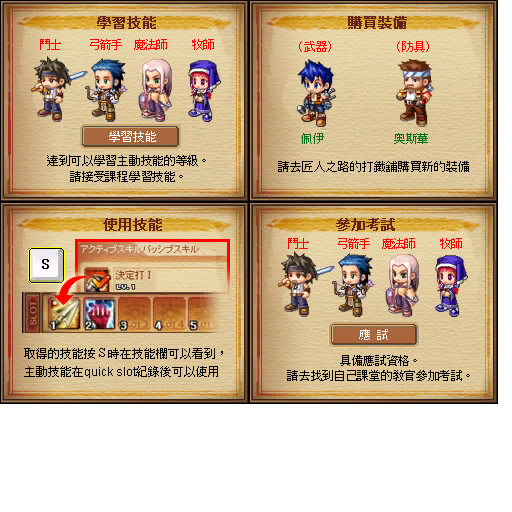 學習技能
鬥士 弓箭手 魔法師 牧師
學習技能
達到可以學習主動技能的等級。
請接受課程學習技能。
購買裝備
(武器) (防具)
佩伊 奧斯華
請去匠人之路的打鐵舖購買新的裝備
使用技能
S
アクティブスキル パッシブスキル
決定打 I
LV. 1
SLOT 1 2 3 4 5
取得的技能按 S 時在技能欄可以看到，
主動技能在quick slot紀錄後可以使用
參加考試
鬥士 弓箭手 魔法師 牧師
應 試
具備應試資格。
請去找到自己課堂的教官參加考試。